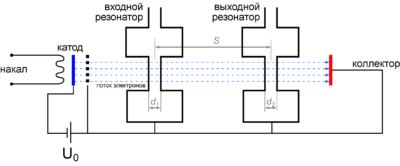 входной
резонатор
выходной
резонатор
S
катод
накал
коллектор
поток электронов
d₁
d₂
U₀